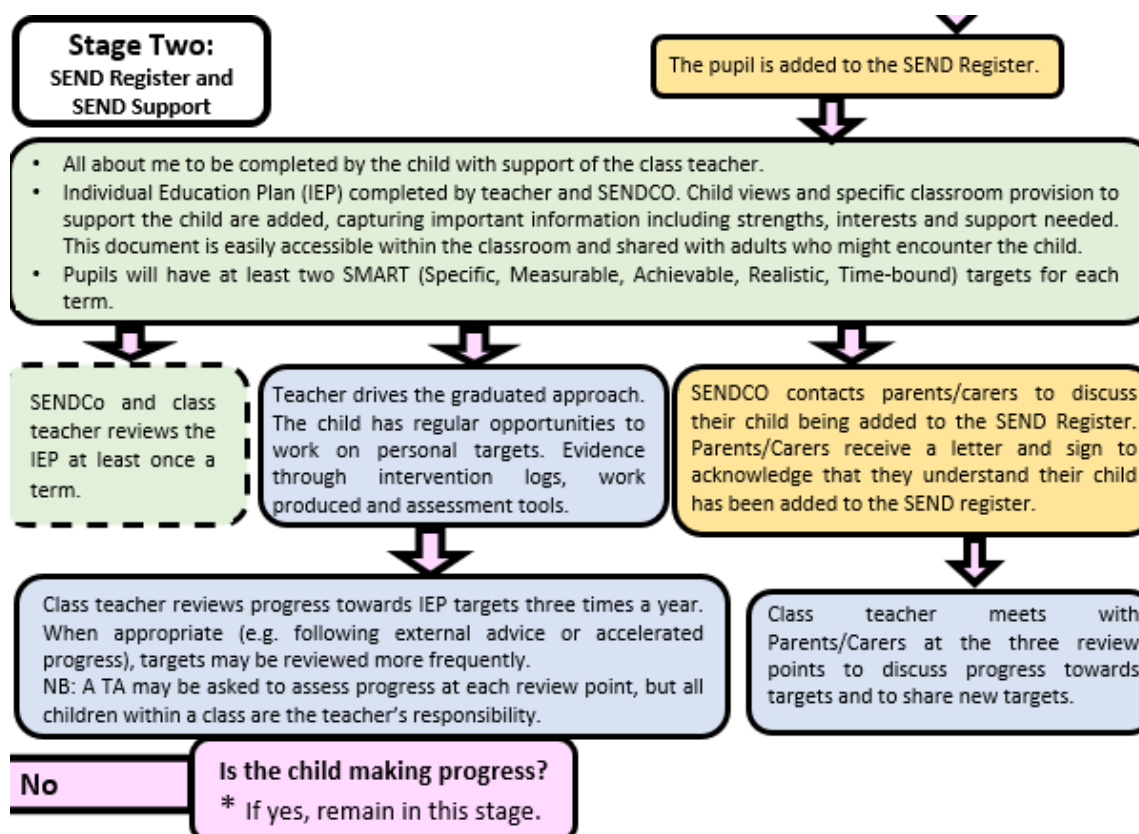 Stage Two:
SEND Register and
SEND Support
The pupil is added to the SEND Register.
• All about me to be completed by the child with support of the class teacher.
• Individual Education Plan (IEP) completed by teacher and SENDCO. Child views and specific classroom provision to
support the child are added, capturing important information including strengths, interests and support needed.
This document is easily accessible within the classroom and shared with adults who might encounter the child.
• Pupils will have at least two SMART (Specific, Measurable, Achievable, Realistic, Time-bound) targets for each
term.
SENDCo and class
teacher reviews the
IEP at least once a
term.
Teacher drives the graduated approach.
The child has regular opportunities to
work on personal targets. Evidence
through intervention logs, work
produced and assessment tools.
SENDCO contacts parents/carers to discuss
their child being added to the SEND Register.
Parents/Carers receive a letter and sign to
acknowledge that they understand their child
has been added to the SEND register.
Class teacher reviews progress towards IEP targets three times a year.
When appropriate (e.g. following external advice or accelerated
progress), targets may be reviewed more frequently.
NB: A TA may be asked to assess progress at each review point, but all
children within a class are the teacher's responsibility.
Class teacher meets with
Parents/Carers at the three review
points to discuss progress towards
targets and to share new targets.
No
Is the child making progress?
* If yes, remain in this stage.